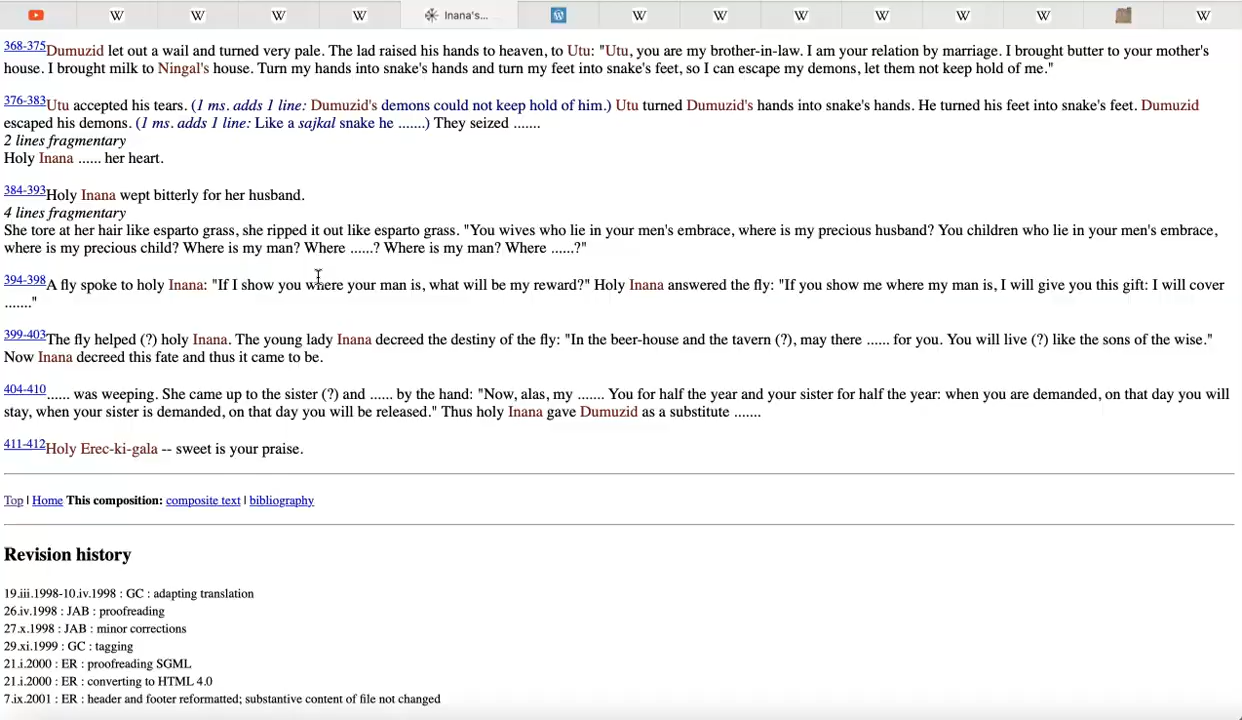 W W W W Inana's... W W W W W W W
368-375Dumuzid let out a wail and turned very pale. The lad raised his hands to heaven, to Utu: "Utu, you are my brother-in-law. I am your relation by marriage. I brought butter to your mother's
house. I brought milk to Ningal's house. Turn my hands into snake's hands and turn my feet into snake's feet, so I can escape my demons, let them not keep hold of me."
376-383Utu accepted his tears. (1 ms. adds 1 line: Dumuzid's demons could not keep hold of him.) Utu turned Dumuzid's hands into snake's hands. He turned his feet into snake's feet. Dumuzid
escaped his demons. (1 ms. adds 1 line: Like a sajkal snake he .......) They seized .......
2 lines fragmentary
Holy Inana ...... her heart.
384-393Holy Inana wept bitterly for her husband.
4 lines fragmentary
She tore at her hair like esparto grass, she ripped it out like esparto grass. "You wives who lie in your men's embrace, where is my precious husband? You children who lie in your men's embrace,
where is my precious child? Where is my man? Where ......? Where is my man? Where ......?"
394-398A fly spoke to holy Inana: "If I show you where your man is, what will be my reward?" Holy Inana answered the fly: "If you show me where my man is, I will give you this gift: I will cover
......."
399-403The fly helped (?) holy Inana. The young lady Inana decreed the destiny of the fly: "In the beer-house and the tavern (?), may there ...... for you. You will live (?) like the sons of the wise."
Now Inana decreed this fate and thus it came to be.
404-410...... was weeping. She came up to the sister (?) and ...... by the hand: "Now, alas, my ....... You for half the year and your sister for half the year: when you are demanded, on that day you will
stay, when your sister is demanded, on that day you will be released." Thus holy Inana gave Dumuzid as a substitute .......
411-412Holy Erec-ki-gala -- sweet is your praise.
Top | Home This composition: composite text | bibliography
Revision history
19.iii.1998-10.iv.1998 : GC : adapting translation
26.iv.1998 : JAB : proofreading
27.x.1998 : JAB : minor corrections
29.xi.1999 : GC : tagging
21.i.2000 : ER : proofreading SGML
21.i.2000 : ER : converting to HTML 4.0
7.ix.2001 : ER : header and footer reformatted; substantive content of file not changed